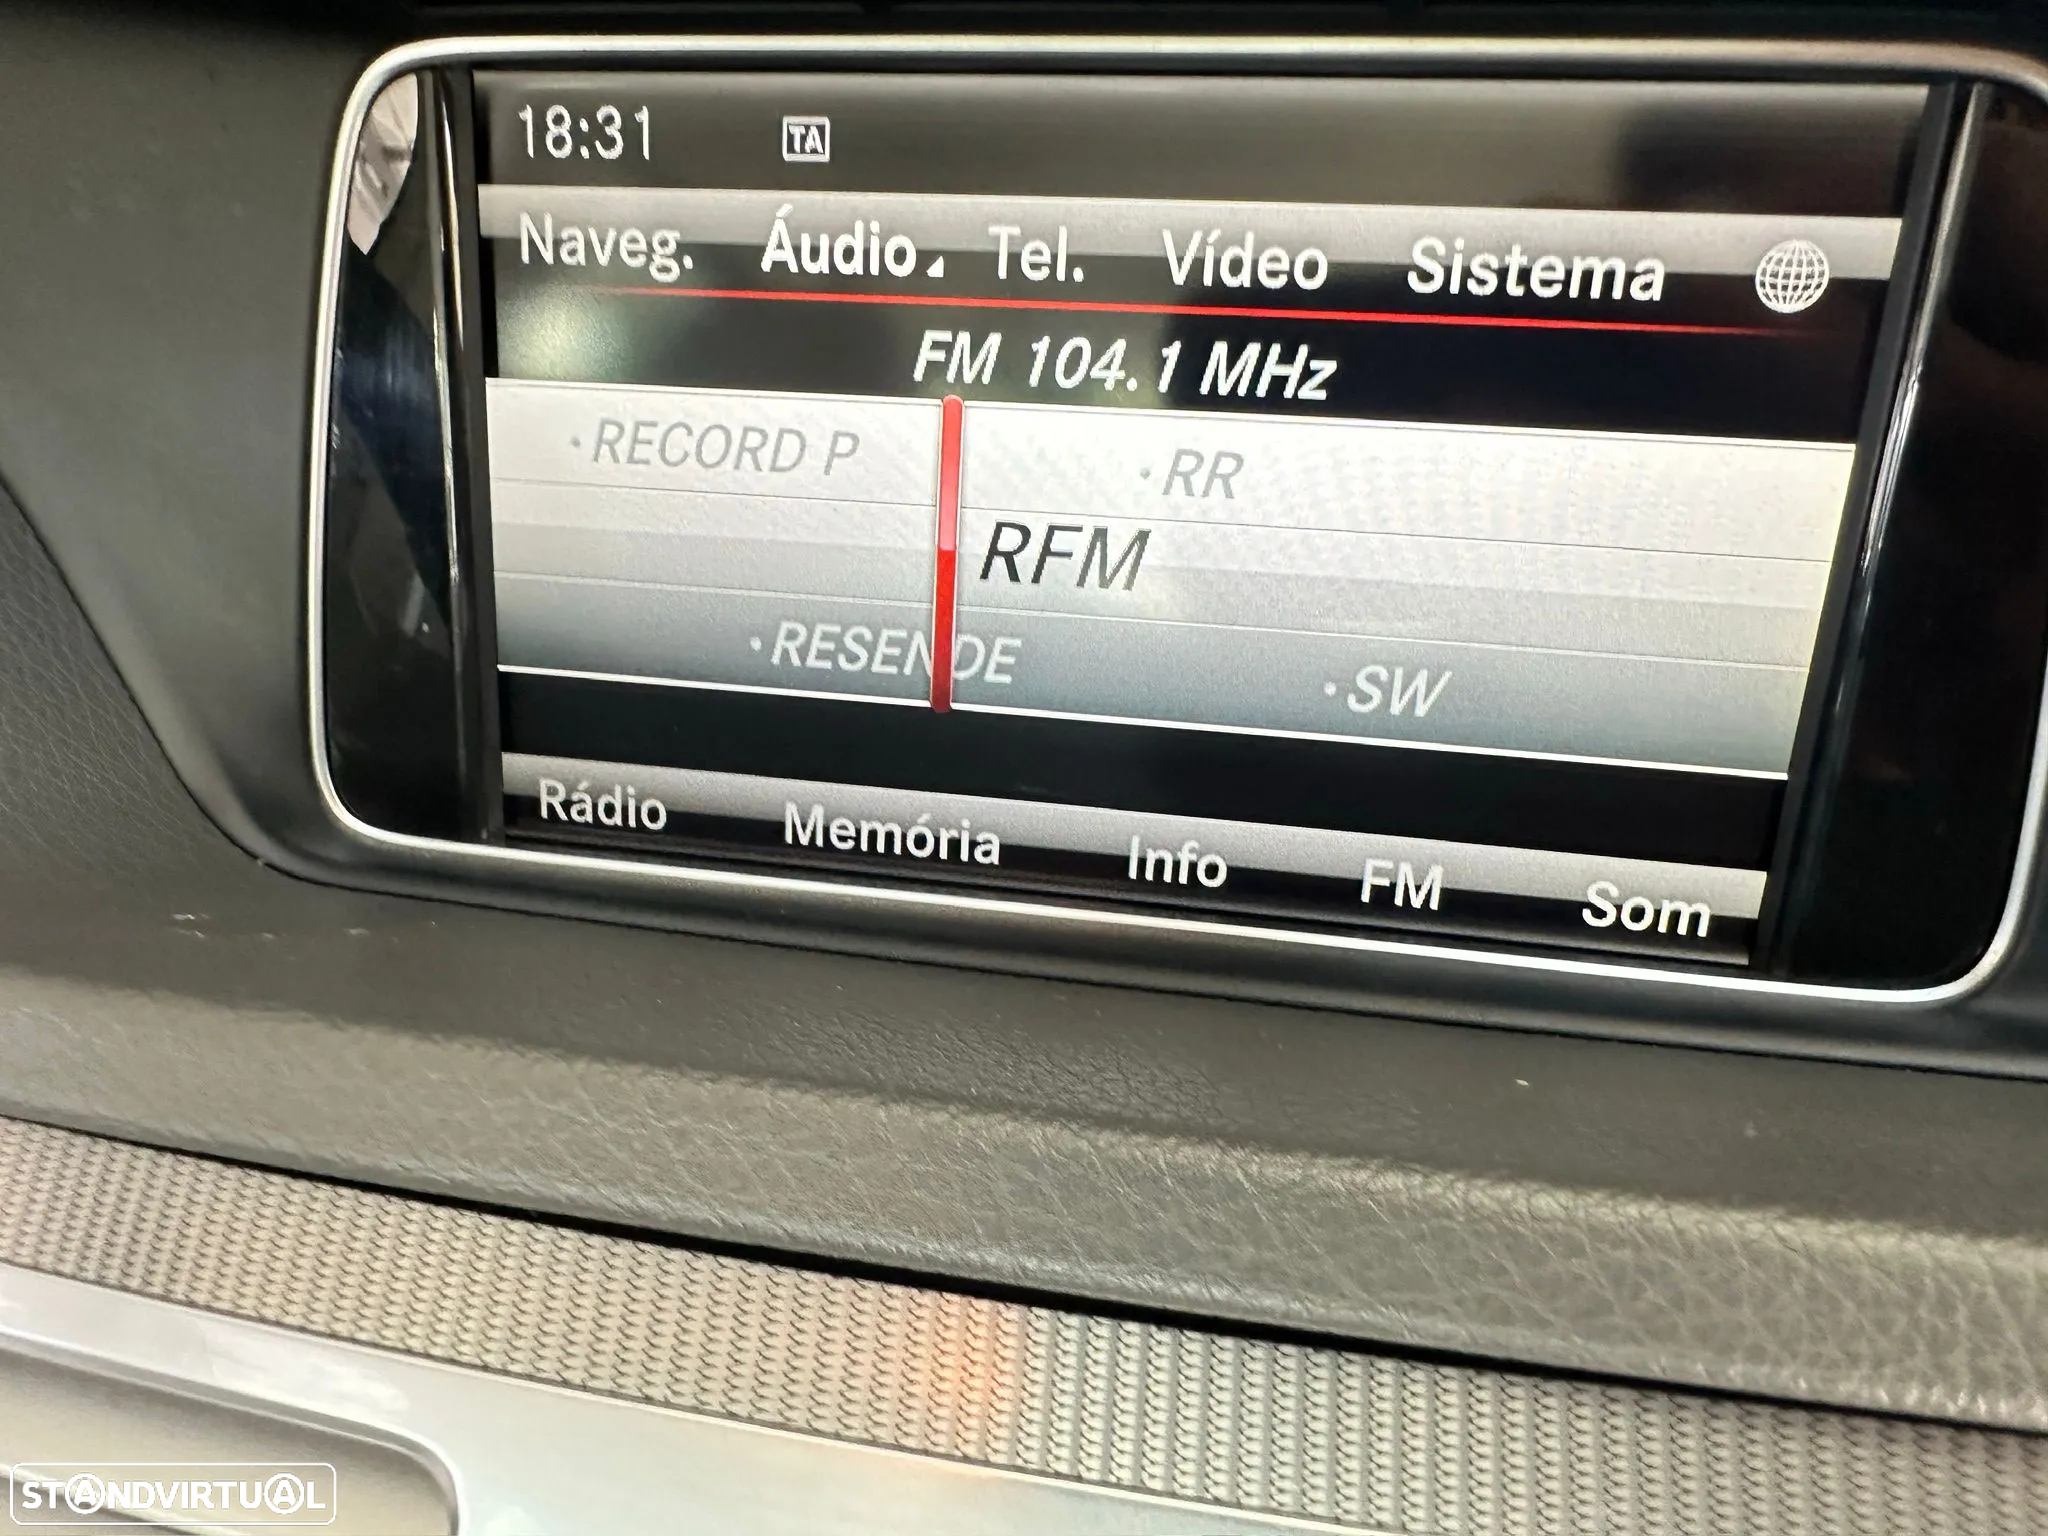 18:31 TA
Naveg. Áudio Tel. Vídeo Sistema
FM 104.1 MHz
·RECORD P ·RR
RFM
·RESENDE ·SW
Rádio Memória Info FM Som
STANDVIRTUAL